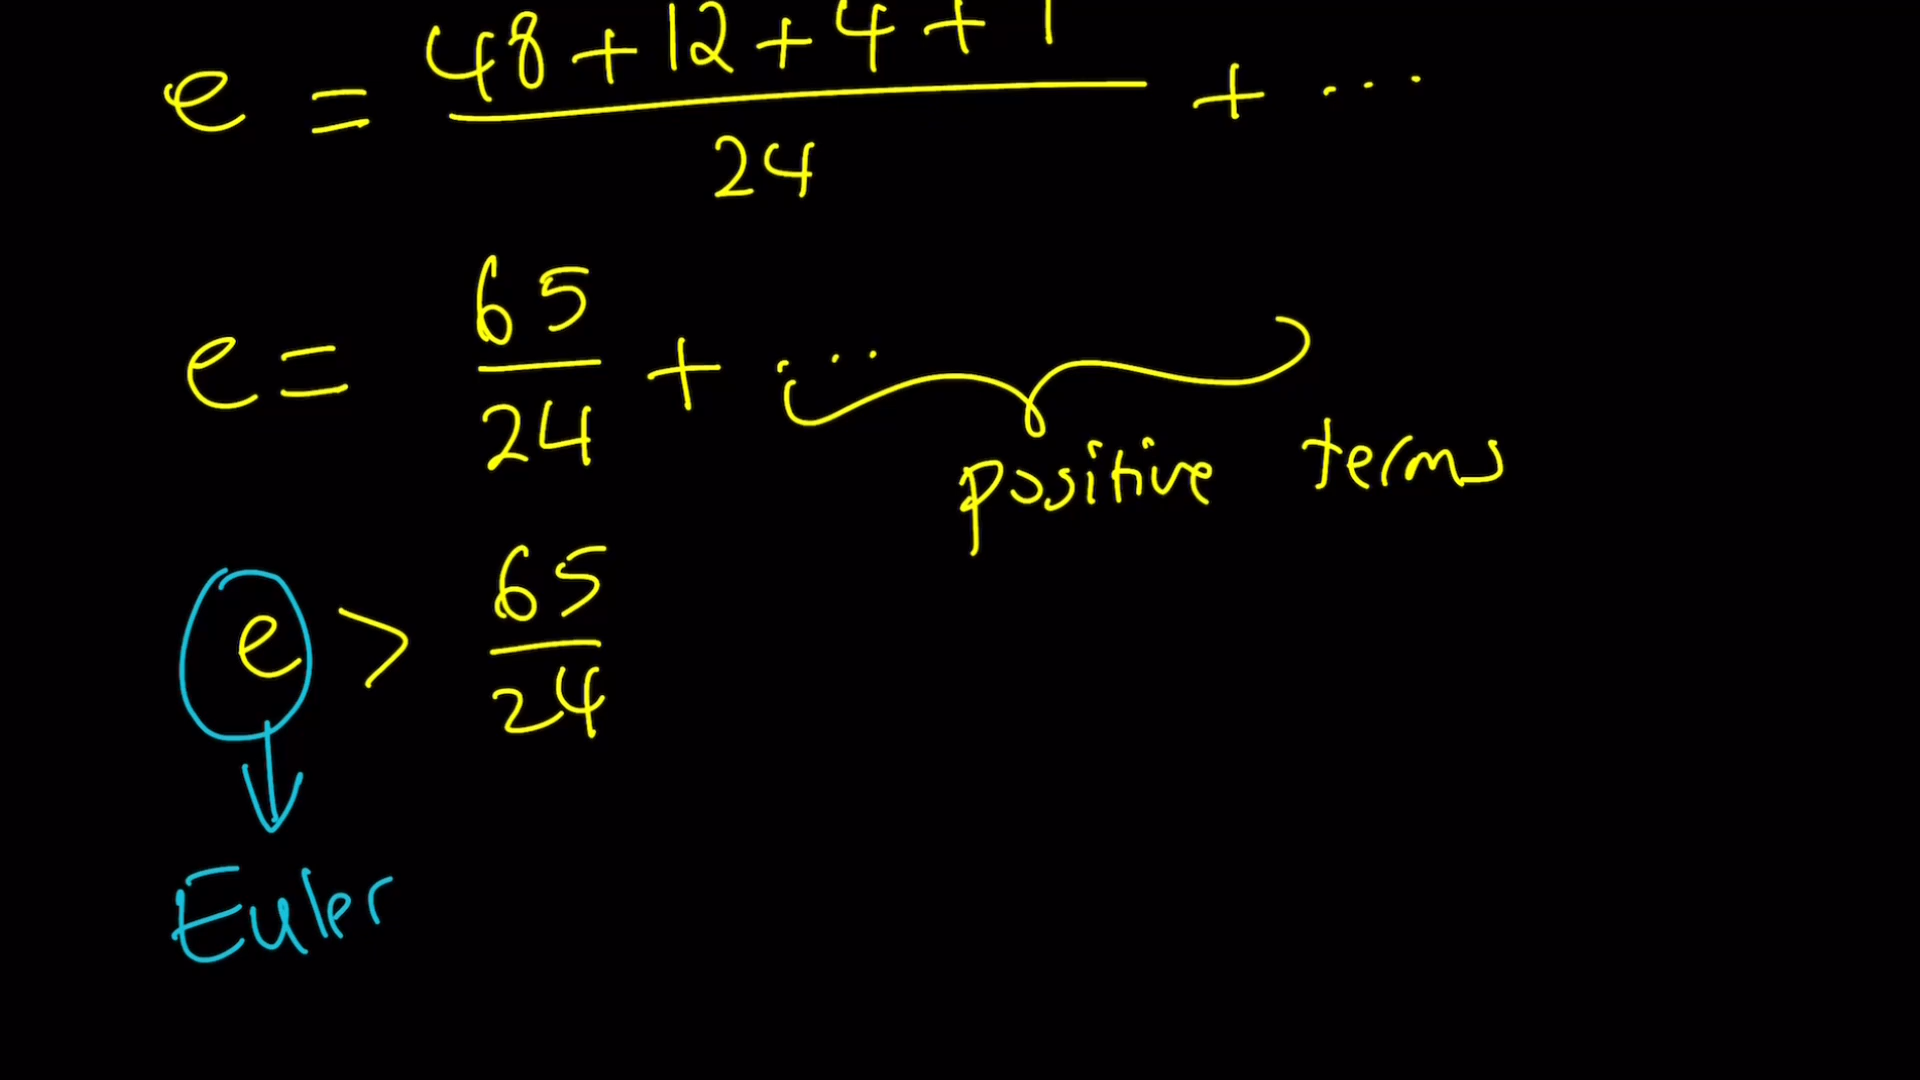 e = (48 + 12 + 4 + 1)/24 + ...
e = 65/24 + ...
positive terms
e > 65/24
Euler